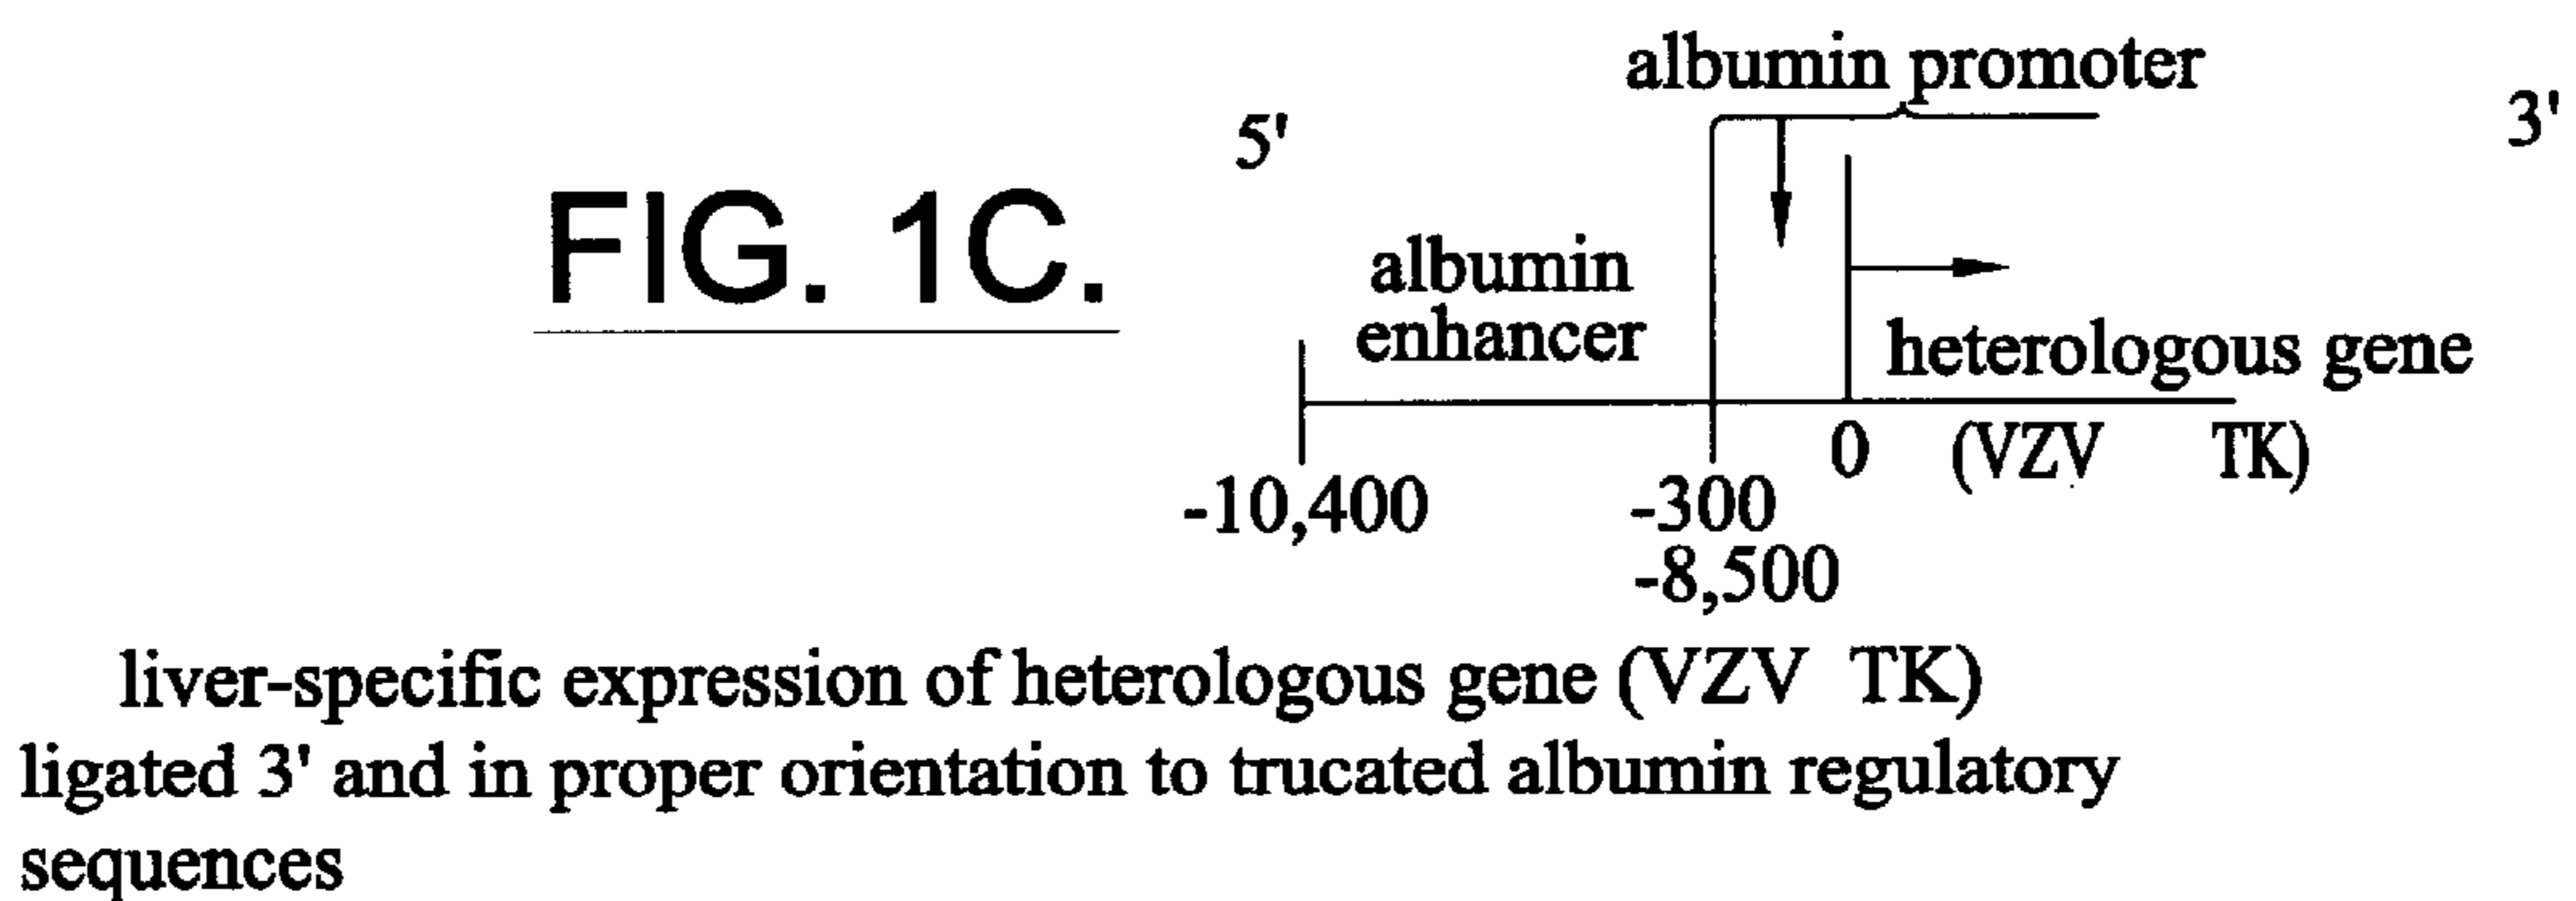 albumin promoter
5'
3'
FIG. 1C.
albumin
enhancer
heterologous gene
0 (VZV TK)
-10,400
-300
-8,500
liver-specific expression of heterologous gene (VZV TK)
ligated 3' and in proper orientation to trucated albumin regulatory
sequences